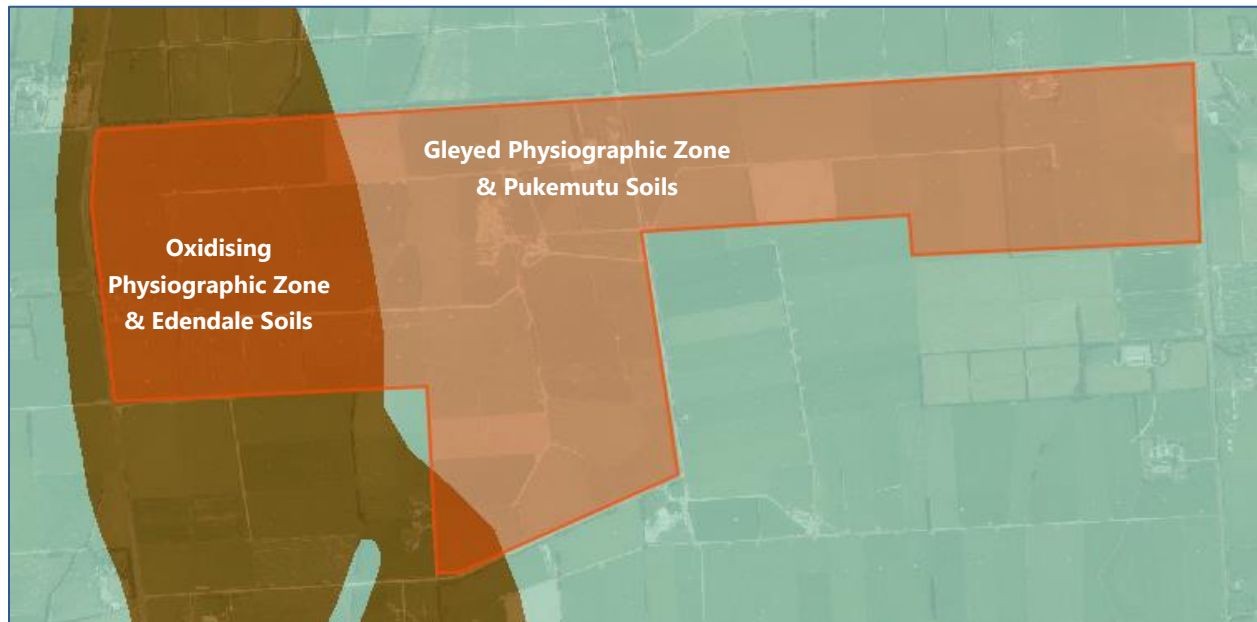 Gleyed Physiographic Zone
& Pukemutu Soils
Oxidising
Physiographic Zone
& Edendale Soils